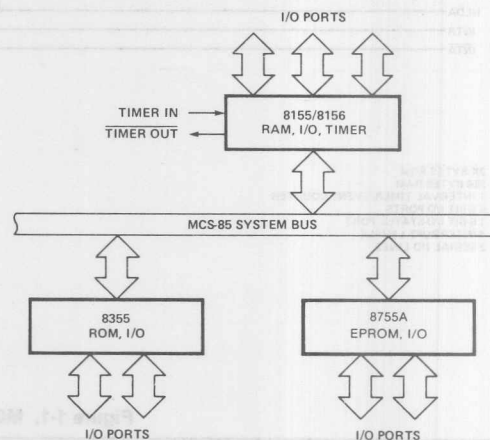 I/O PORTS
TIMER IN
TIMER OUT
8155/8156
RAM, I/O, TIMER
MCS-85 SYSTEM BUS
8355
ROM, I/O
8755A
EPROM, I/O
I/O PORTS
I/O PORTS